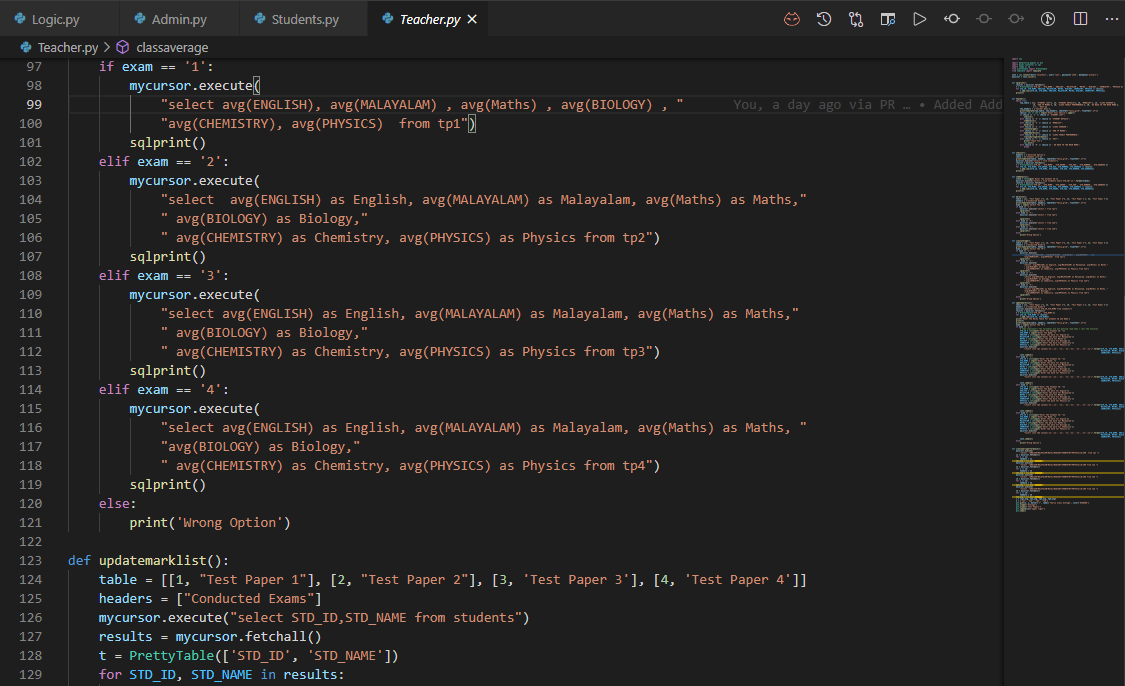 Logic.py Admin.py Students.py Teacher.py
Teacher.py > classaverage
97 if exam == '1':
98 mycursor.execute(
99 "select avg(ENGLISH), avg(MALAYALAM) , avg(Maths) , avg(BIOLOGY) , " You, a day ago via PR … • Added Add
100 "avg(CHEMISTRY), avg(PHYSICS)  from tp1")
101 sqlprint()
102 elif exam == '2':
103 mycursor.execute(
104 "select  avg(ENGLISH) as English, avg(MALAYALAM) as Malayalam, avg(Maths) as Maths,"
105 " avg(BIOLOGY) as Biology,"
106 " avg(CHEMISTRY) as Chemistry, avg(PHYSICS) as Physics from tp2")
107 sqlprint()
108 elif exam == '3':
109 mycursor.execute(
110 "select avg(ENGLISH) as English, avg(MALAYALAM) as Malayalam, avg(Maths) as Maths,"
111 " avg(BIOLOGY) as Biology,"
112 " avg(CHEMISTRY) as Chemistry, avg(PHYSICS) as Physics from tp3")
113 sqlprint()
114 elif exam == '4':
115 mycursor.execute(
116 "select avg(ENGLISH) as English, avg(MALAYALAM) as Malayalam, avg(Maths) as Maths, "
117 "avg(BIOLOGY) as Biology,"
118 " avg(CHEMISTRY) as Chemistry, avg(PHYSICS) as Physics from tp4")
119 sqlprint()
120 else:
121 print('Wrong Option')
122
123 def updatemarklist():
124 table = [[1, "Test Paper 1"], [2, "Test Paper 2"], [3, 'Test Paper 3'], [4, 'Test Paper 4']]
125 headers = ["Conducted Exams"]
126 mycursor.execute("select STD_ID,STD_NAME from students")
127 results = mycursor.fetchall()
128 t = PrettyTable(['STD_ID', 'STD_NAME'])
129 for STD_ID, STD_NAME in results: